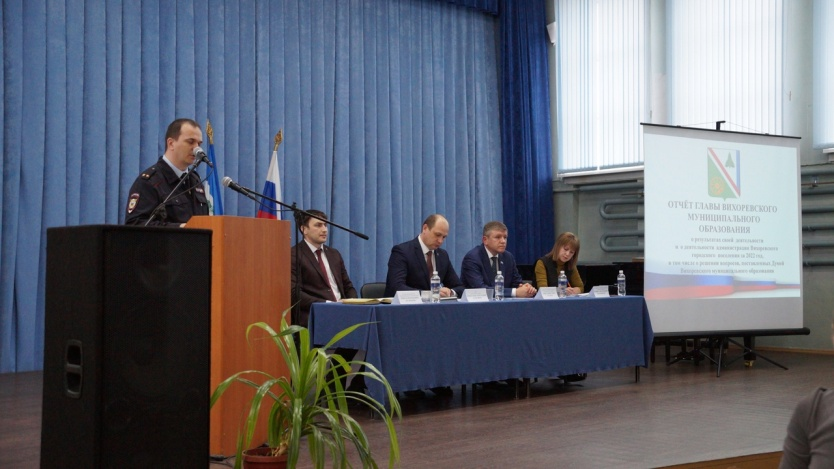 ОТЧЁТ ГЛАВЫ ВИХОРЕВСКОГО
МУНИЦИПАЛЬНОГО
ОБРАЗОВАНИЯ
о результатах своей деятельности
и деятельности администрации Вихоревского
городского поселения за 2022 год,
в том числе о решении вопросов, поставленных Думой
Вихоревского муниципального образования